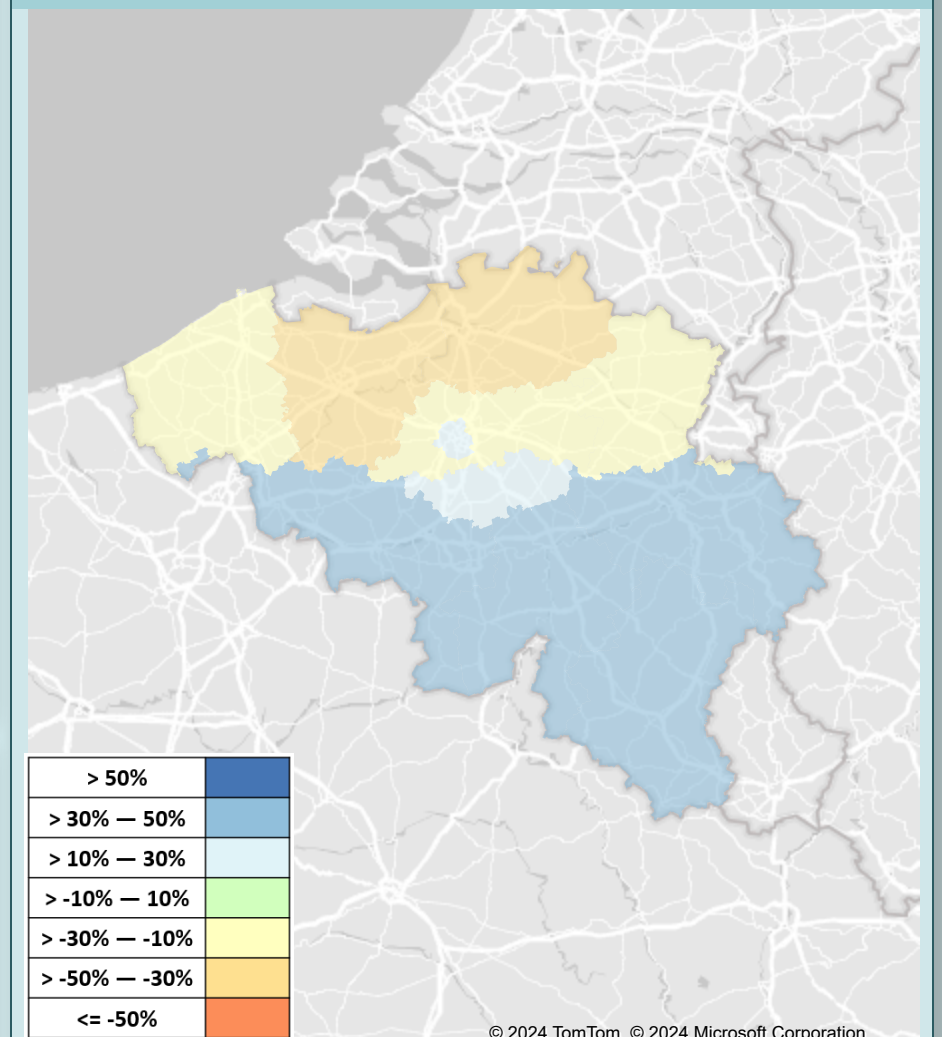 > 50%
> 30% — 50%
> 10% — 30%
> -10% — 10%
> -30% — -10%
> -50% — -30%
<= -50%
© 2024 TomTom, © 2024 Microsoft Corporation